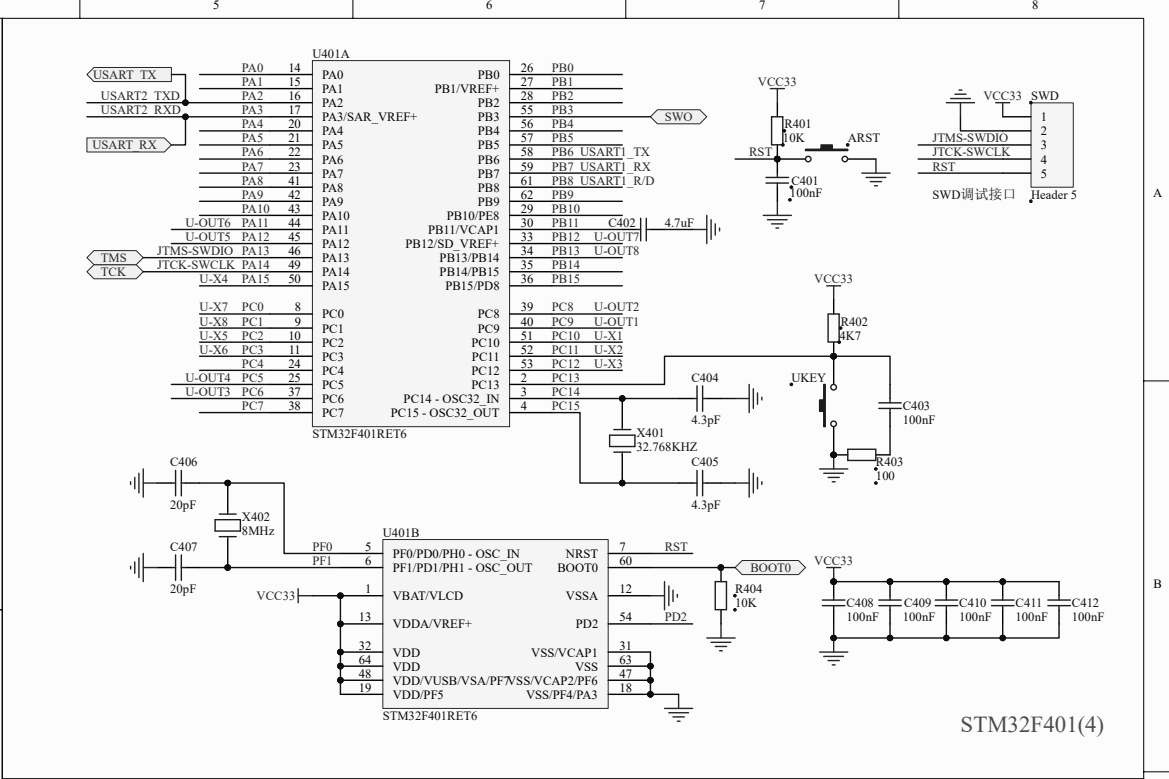 5 6 7 8
U401A
USART_TX
USART2_TXD
USART2_RXD
USART_RX
U-OUT6
U-OUT5
TMS JTMS-SWDIO
TCK JTCK-SWCLK
U-X4
PA0 14 PA0
PA1 15 PA1
PA2 16 PA2
PA3 17 PA3/SAR_VREF+
PA4 20 PA4
PA5 21 PA5
PA6 22 PA6
PA7 23 PA7
PA8 41 PA8
PA9 42 PA9
PA10 43 PA10
PA11 44 PA11
PA12 45 PA12
PA13 46 PA13
PA14 49 PA14
PA15 50 PA15
U-X7 PC0 8 PC0
U-X8 PC1 9 PC1
U-X5 PC2 10 PC2
U-X6 PC3 11 PC3
PC4 24 PC4
U-OUT4 PC5 25 PC5
U-OUT3 PC6 37 PC6
PC7 38 PC7
PB0 26 PB0
PB1/VREF+ 27 PB1
PB2 28 PB2
PB3 55 PB3 SWO
PB4 56 PB4
PB5 57 PB5
PB6 58 PB6 USART1_TX
PB7 59 PB7 USART1_RX
PB8 61 PB8 USART1_R/D
PB9 62 PB9
PB10/PE8 29 PB10
PB11/VCAP1 30 PB11 C402 4.7uF
PB12/SD_VREF+ 33 PB12 U-OUT7
PB13/PB14 34 PB13 U-OUT8
PB14/PB15 35 PB14
PB15/PD8 36 PB15
PC8 39 PC8 U-OUT2
PC9 40 PC9 U-OUT1
PC10 51 PC10 U-X1
PC11 52 PC11 U-X2
PC12 53 PC12 U-X3
PC13 2 PC13
PC14 - OSC32_IN 3 PC14
PC15 - OSC32_OUT 4 PC15
STM32F401RET6
VCC33
R401
10K
ARST
RST
C401
100nF
VCC33 SWD
1
2
JTMS-SWDIO 3
JTCK-SWCLK 4
RST 5
SWD调试接口 Header 5
A
VCC33
R402
4K7
UKEY
C403
100nF
R403
100
C404
4.3pF
X401
32.768KHZ
C405
4.3pF
C406
20pF
X402
8MHz
C407
20pF
U401B
PF0 5 PF0/PD0/PH0 - OSC_IN
PF1 6 PF1/PD1/PH1 - OSC_OUT
VCC33 1 VBAT/VLCD
13 VDDA/VREF+
32 VDD
64 VDD
48 VDD/VUSB/VSA/PF7
19 VDD/PF5
NRST 7 RST
BOOT0 60 BOOT0
VSSA 12
PD2 54 PD2
VSS/VCAP1 31
VSS 63
VSS/VCAP2/PF6 47
VSS/PF4/PA3 18
STM32F401RET6
R404
10K
VCC33
C408 C409 C410 C411 C412
100nF 100nF 100nF 100nF 100nF
B
STM32F401(4)